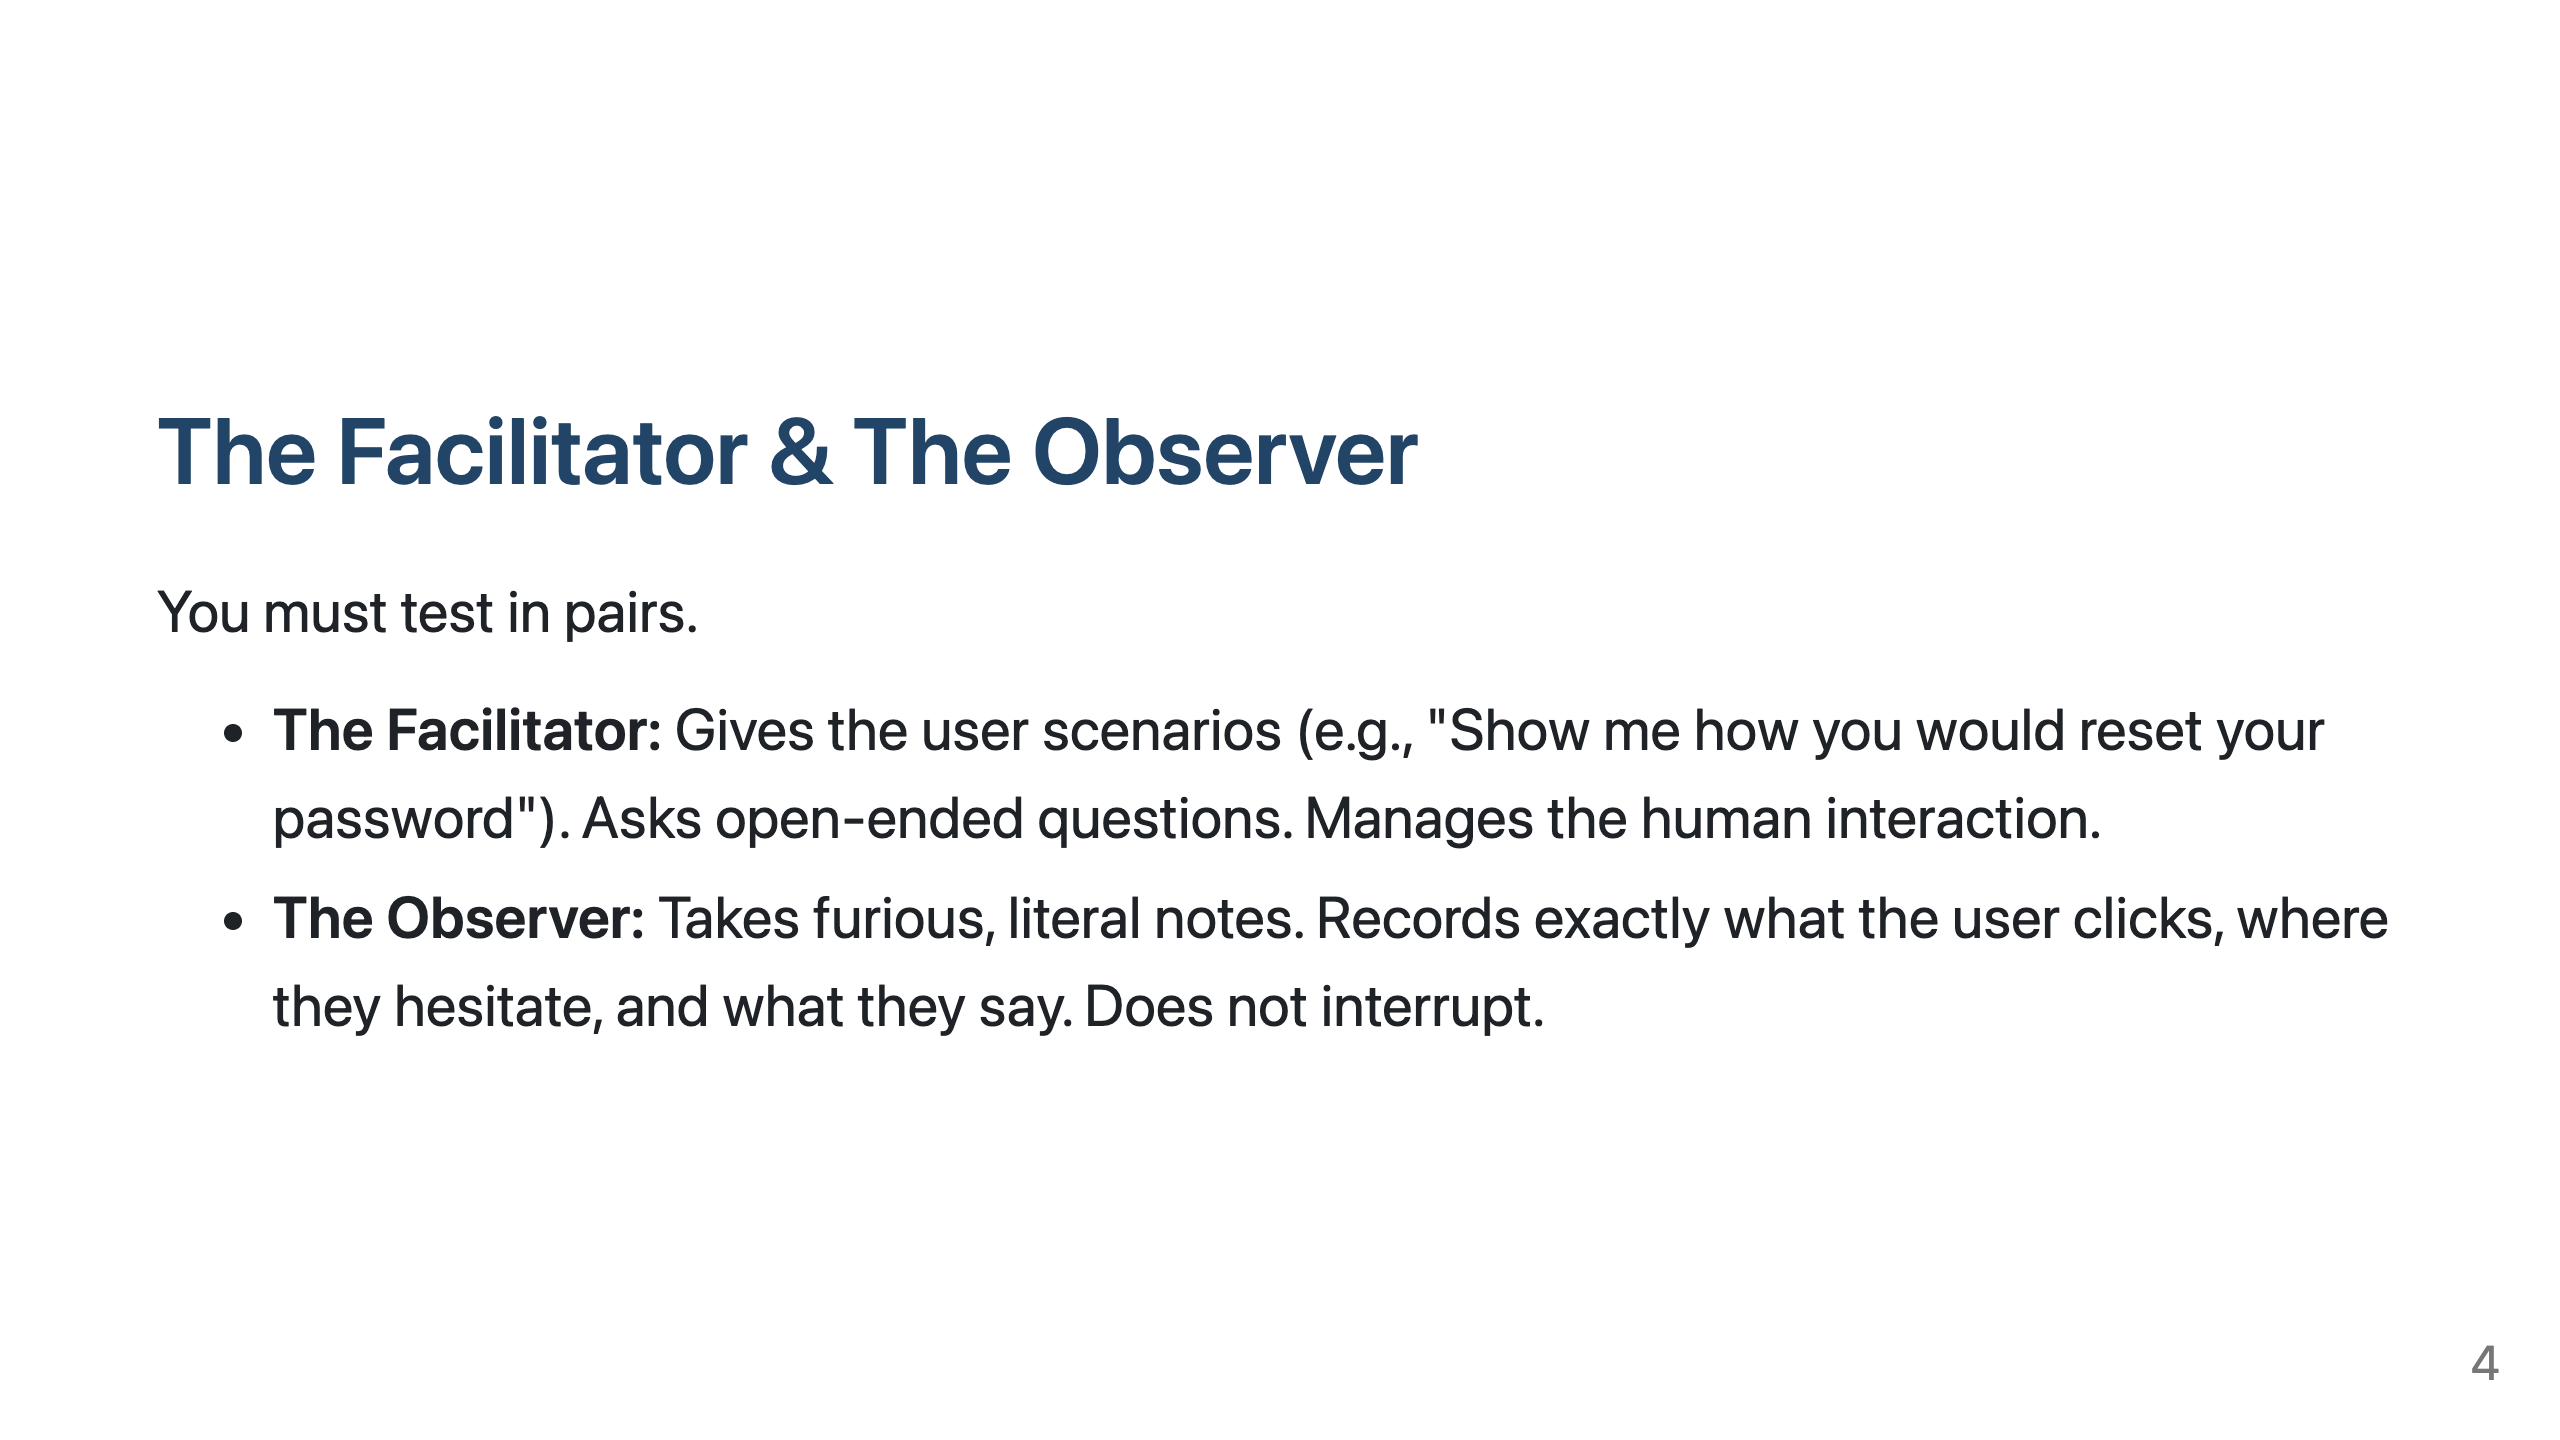 The Facilitator & The Observer
You must test in pairs.
• The Facilitator: Gives the user scenarios (e.g., "Show me how you would reset your
password"). Asks open-ended questions. Manages the human interaction.
• The Observer: Takes furious, literal notes. Records exactly what the user clicks, where
they hesitate, and what they say. Does not interrupt.
4